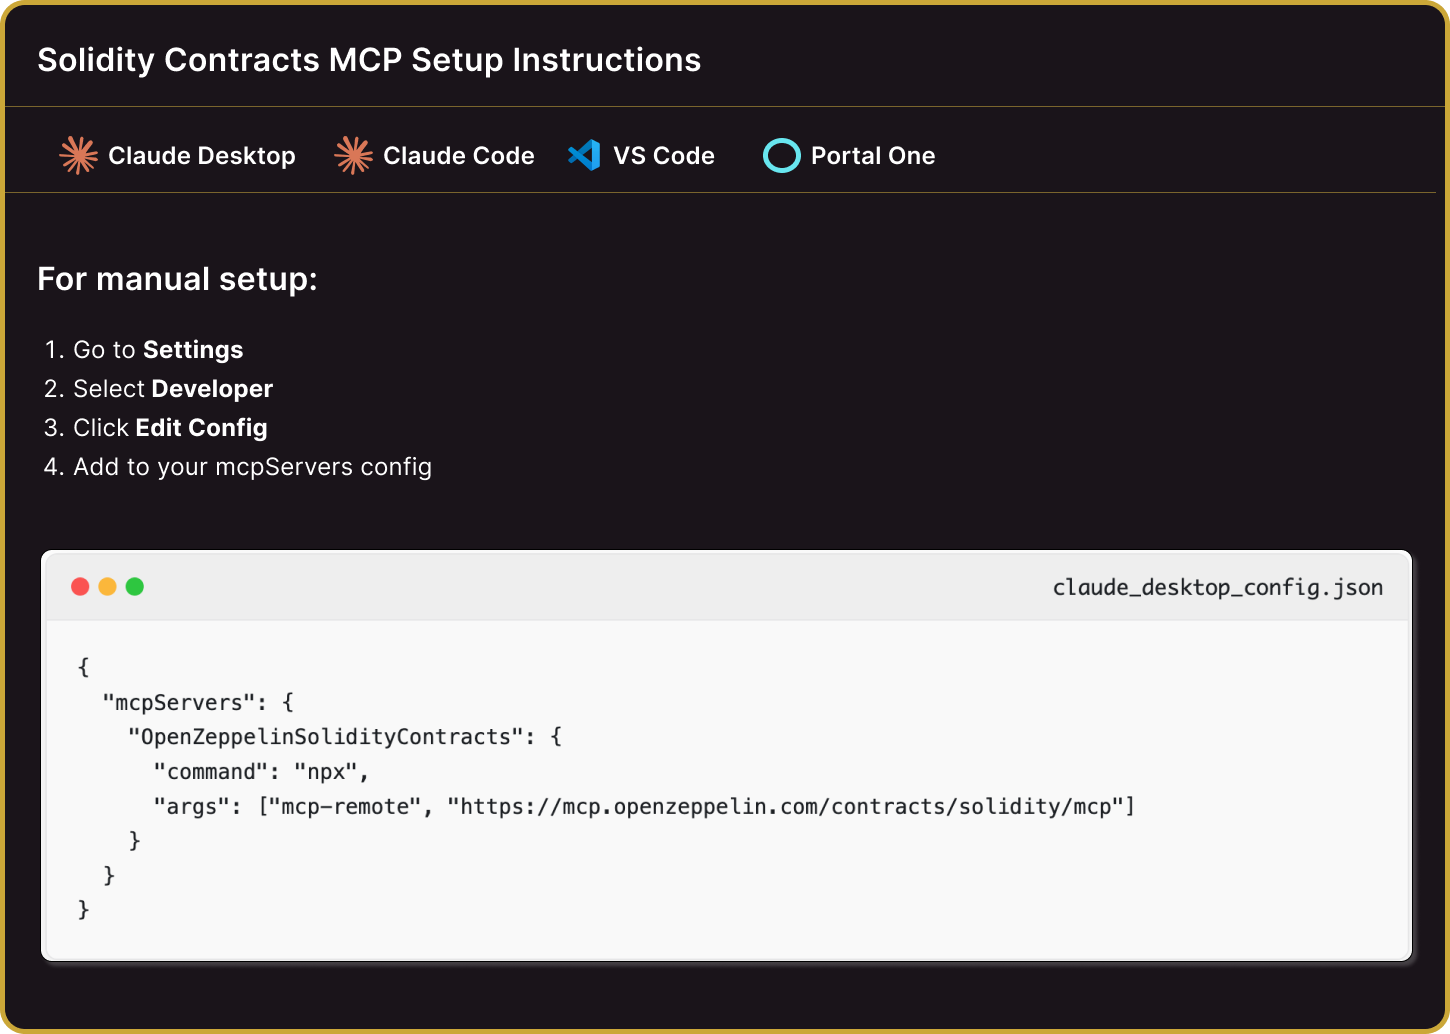 Solidity Contracts MCP Setup Instructions
Claude Desktop Claude Code VS Code Portal One
For manual setup:
1. Go to Settings
2. Select Developer
3. Click Edit Config
4. Add to your mcpServers config
claude_desktop_config.json
{
  "mcpServers": {
    "OpenZeppelinSolidityContracts": {
      "command": "npx",
      "args": ["mcp-remote", "https://mcp.openzeppelin.com/contracts/solidity/mcp"]
    }
  }
}